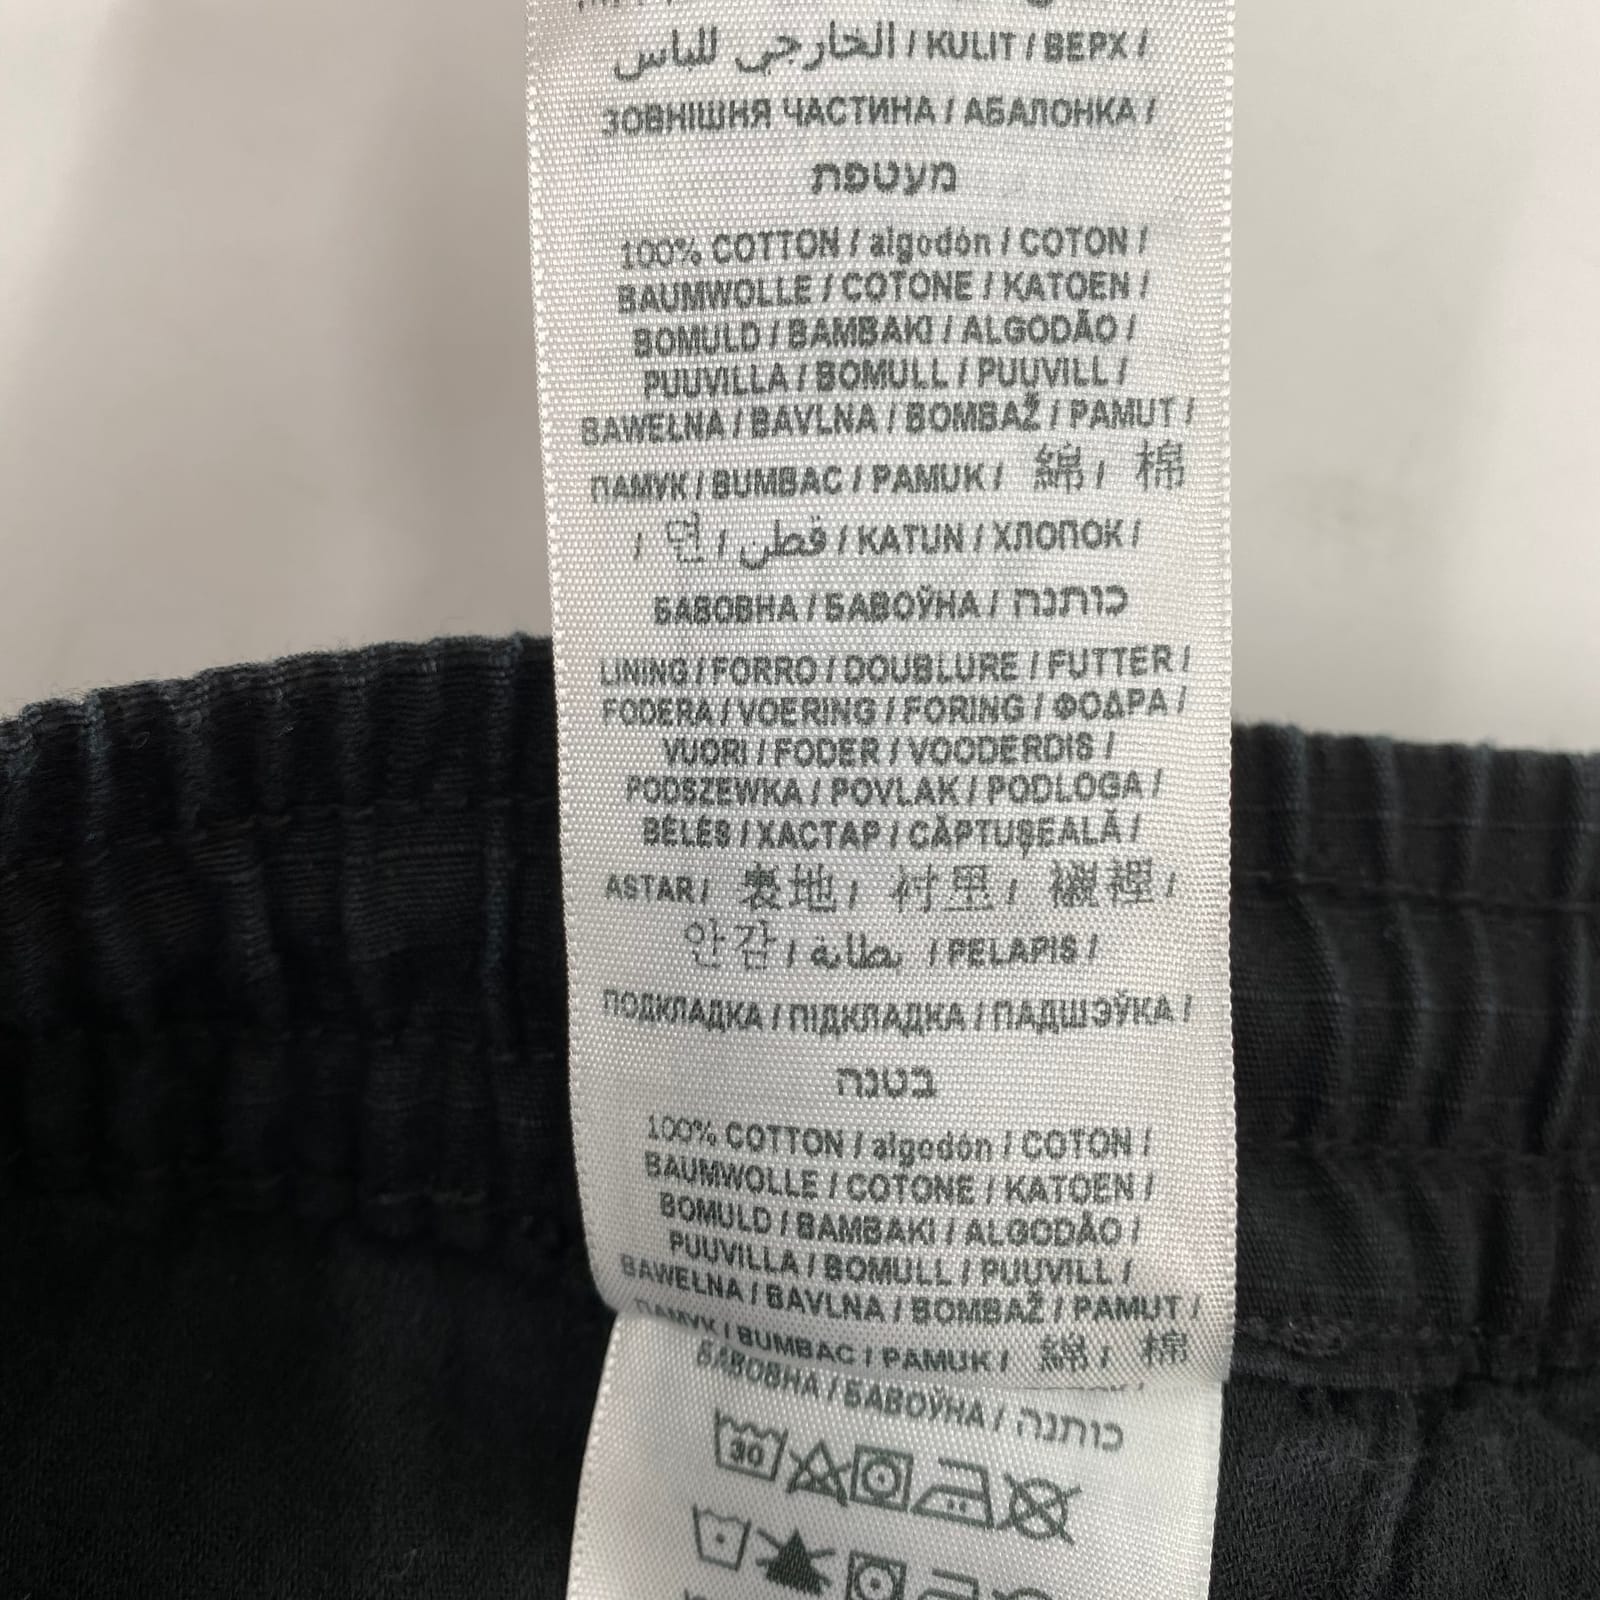 الخارجي للباس / KULIT / ВЕРХ /
ЗОВНІШНЯ ЧАСТИНА / АБАЛОНКА /
מעטפת
100% COTTON / algodón / COTON /
BAUMWOLLE / COTONE / KATOEN /
BOMULD / BAMBAKI / ALGODÃO /
PUUVILLA / BOMULL / PUUVILL /
BAWEŁNA / BAVLNA / BOMBAŽ / PAMUT /
ПАМУК / BUMBAC / PAMUK / 綿 / 棉
/ 면 / قطن / KATUN / ХЛОПОК /
БАВОВНА / БАВОЎНА / כותנה
LINING / FORRO / DOUBLURE / FUTTER /
FODERA / VOERING / FORING / ΦΟΔΡΑ /
VUORI / FODER / VOODERDIS /
PODSZEWKA / POVLAK / PODLOGA /
BÉLÉS / ХАСТАР / CĂPTUŞEALĂ /
ASTAR / 裏地 / 衬里 / 襯裡 /
안감 / بطانة / PELAPIS /
ПОДКЛАДКА / ПІДКЛАДКА / ПАДШЭЎКА /
בטנה
100% COTTON / algodón / COTON /
BAUMWOLLE / COTONE / KATOEN /
BOMULD / BAMBAKI / ALGODÃO /
PUUVILLA / BOMULL / PUUVILL /
BAWEŁNA / BAVLNA / BOMBAŽ / PAMUT /
ПАМУК / BUMBAC / PAMUK / 綿 / 棉
БАВОВНА / БАВОЎНА / כותנה
30